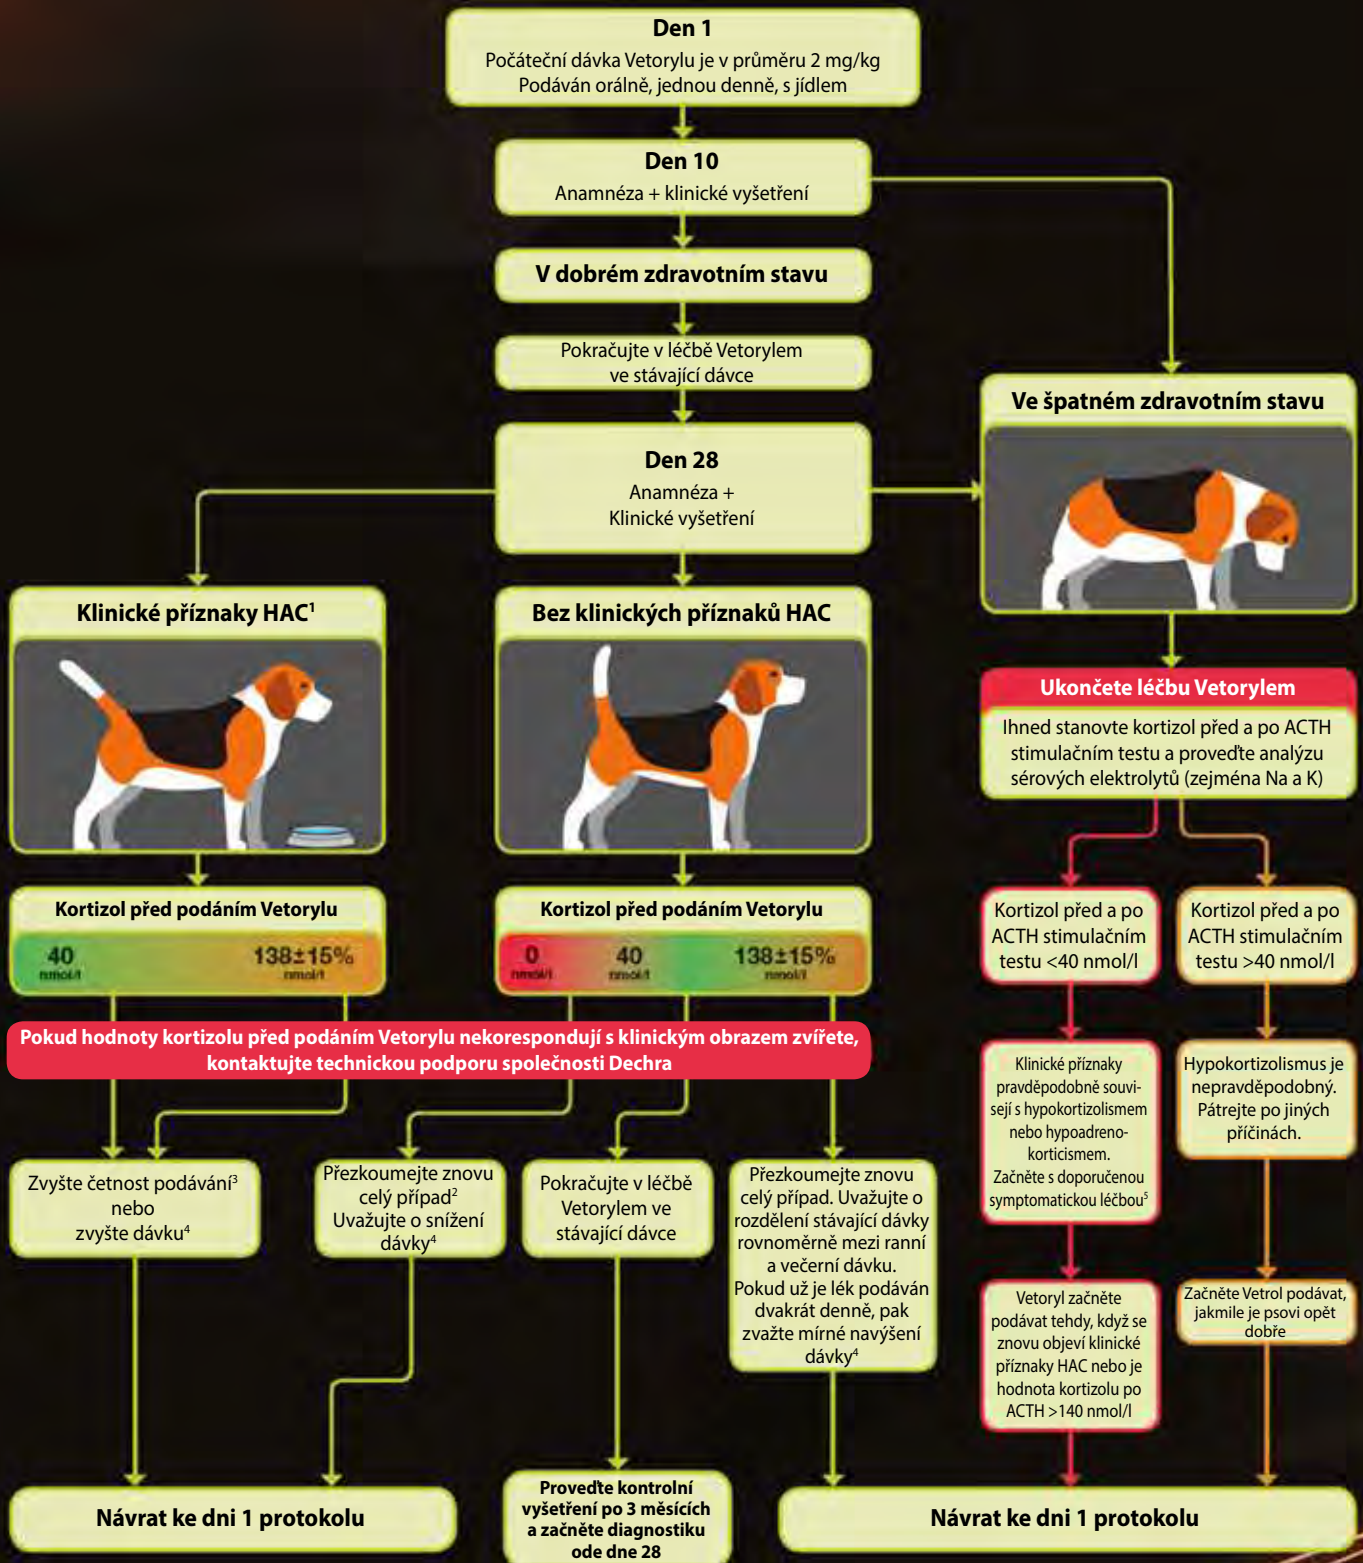 Den 1
Počáteční dávka Vetorylu je v průměru 2 mg/kg
Podáván orálně, jednou denně, s jídlem
Den 10
Anamnéza + klinické vyšetření
V dobrém zdravotním stavu
Pokračujte v léčbě Vetorylem
ve stávající dávce
Ve špatném zdravotním stavu
Den 28
Anamnéza +
Klinické vyšetření
Klinické příznaky HAC¹
Bez klinických příznaků HAC
Ukončete léčbu Vetorylem
Ihned stanovte kortizol před a po ACTH
stimulačním testu a proveďte analýzu
sérových elektrolytů (zejména Na a K)
Kortizol před podáním Vetorylu
40
nmol/l
138±15%
nmol/l
Kortizol před podáním Vetorylu
0
nmol/l
40
nmol/l
138±15%
nmol/l
Kortizol před a po
ACTH stimulačním
testu <40 nmol/l
Kortizol před a po
ACTH stimulačním
testu >40 nmol/l
Pokud hodnoty kortizolu před podáním Vetorylu nekorespondují s klinickým obrazem zvířete,
kontaktujte technickou podporu společnosti Dechra
Klinické příznaky
pravděpodobně souvi-
sejí s hypokortizolismem
nebo hypoadreno-
korticismem.
Začněte s doporučenou
symptomatickou léčbou⁵
Hypokortizolismus je
nepravděpodobný.
Pátrejte po jiných
příčinách.
Zvyšte četnost podávání³
nebo
zvyšte dávku⁴
Přezkoumejte znovu
celý případ²
Uvažujte o snížení
dávky⁴
Pokračujte v léčbě
Vetorylem ve
stávající dávce
Přezkoumejte znovu
celý případ. Uvažujte o
rozdělení stávající dávky
rovnoměrně mezi ranní
a večerní dávku.
Pokud už je lék podáván
dvakrát denně, pak
zvažte mírné navýšení
dávky⁴
Vetoryl začněte
podávat tehdy, když se
znovu objeví klinické
příznaky HAC nebo je
hodnota kortizolu po
ACTH >140 nmol/l
Začněte Vetrol podávat,
jakmile je psovi opět
dobře
Návrat ke dni 1 protokolu
Proveďte kontrolní
vyšetření po 3 měsících
a začněte diagnostiku
ode dne 28
Návrat ke dni 1 protokolu